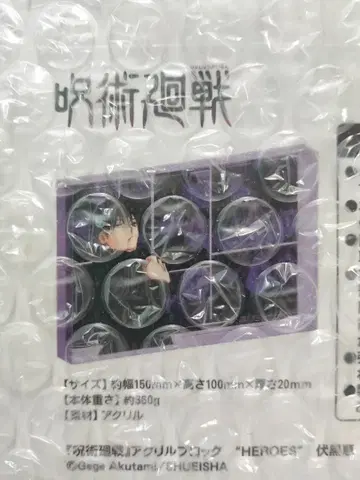 呪術廻戦
【サイズ】約幅150mm×高さ100mm×厚さ20mm
【本体重さ】約360g
【素材】アクリル
『呪術廻戦』アクリルブロック "HEROES" 伏黒
©Gege Akutami/SHUEISHA